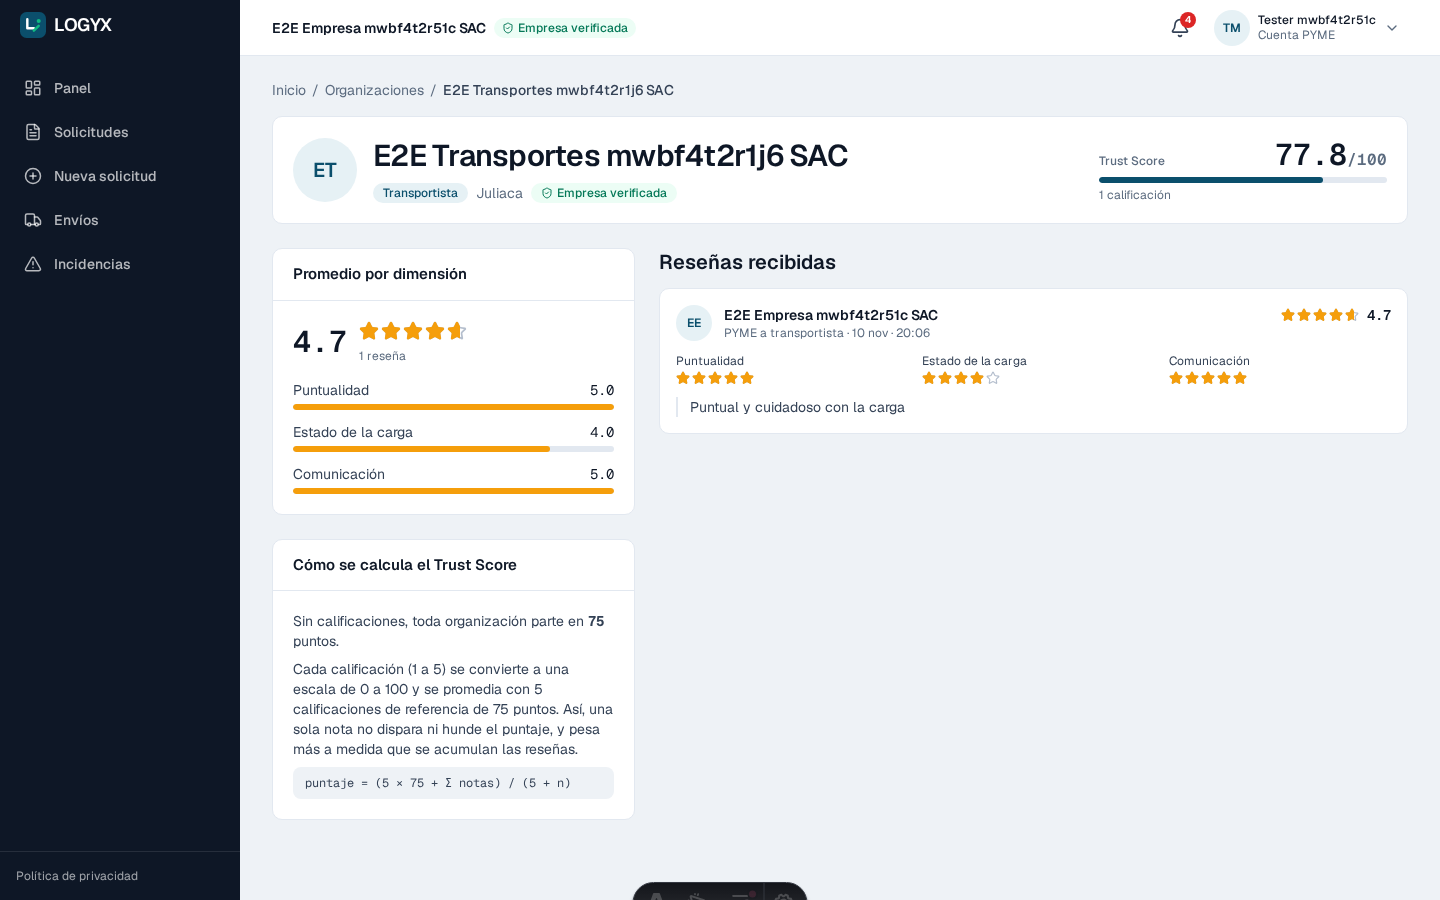 LOGYX
Panel
Solicitudes
Nueva solicitud
Envíos
Incidencias
Política de privacidad
E2E Empresa mwbf4t2r51c SAC
Empresa verificada
4
TM
Tester mwbf4t2r51c
Cuenta PYME
Inicio / Organizaciones / E2E Transportes mwbf4t2r1j6 SAC
ET
E2E Transportes mwbf4t2r1j6 SAC
Transportista Juliaca Empresa verificada
Trust Score 77.8/100
1 calificación
Promedio por dimensión
4.7
1 reseña
Puntualidad 5.0
Estado de la carga 4.0
Comunicación 5.0
Cómo se calcula el Trust Score
Sin calificaciones, toda organización parte en 75
puntos.
Cada calificación (1 a 5) se convierte a una
escala de 0 a 100 y se promedia con 5
calificaciones de referencia de 75 puntos. Así, una
sola nota no dispara ni hunde el puntaje, y pesa
más a medida que se acumulan las reseñas.
puntaje = (5 × 75 + Σ notas) / (5 + n)
Reseñas recibidas
EE
E2E Empresa mwbf4t2r51c SAC
4.7
PYME a transportista · 10 nov · 20:06
Puntualidad Estado de la carga Comunicación
Puntual y cuidadoso con la carga